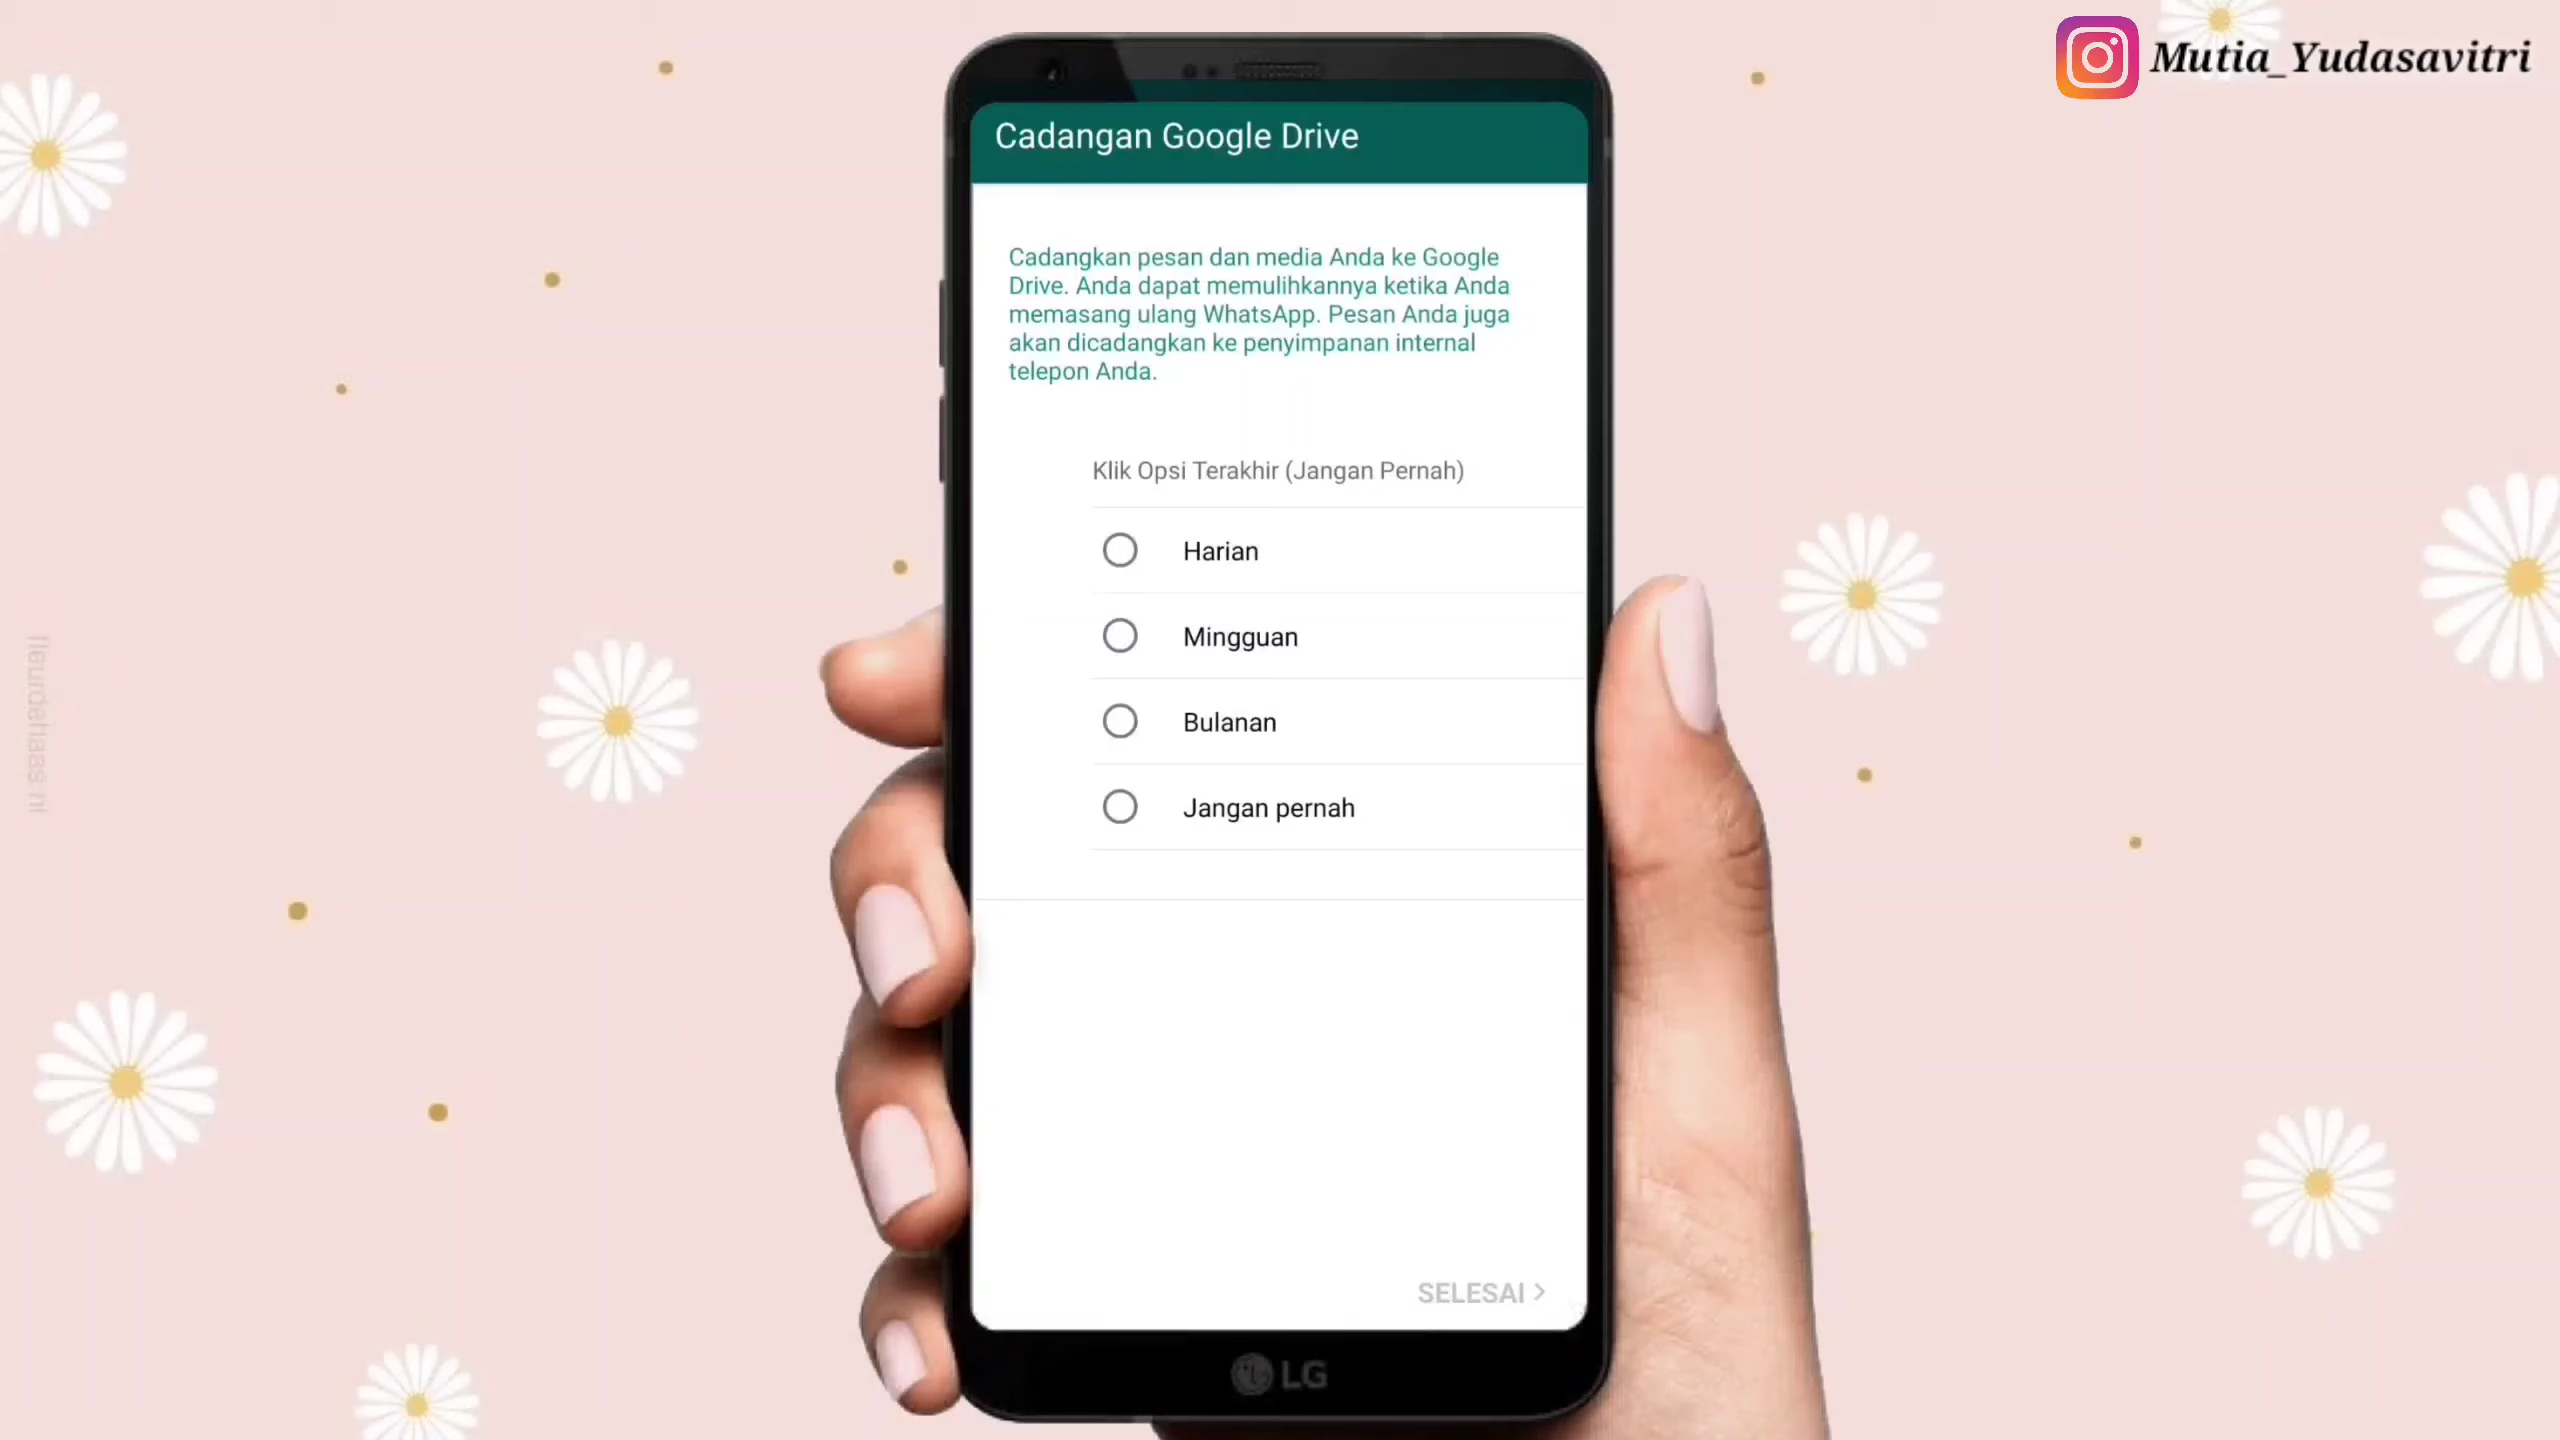 Mutia_Yudasavitri
Cadangan Google Drive
Cadangkan pesan dan media Anda ke Google
Drive. Anda dapat memulihkannya ketika Anda
memasang ulang WhatsApp. Pesan Anda juga
akan dicadangkan ke penyimpanan internal
telepon Anda.
Klik Opsi Terakhir (Jangan Pernah)
Harian
Mingguan
Bulanan
Jangan pernah
SELESAI >
LG
fleurdehaas.nl